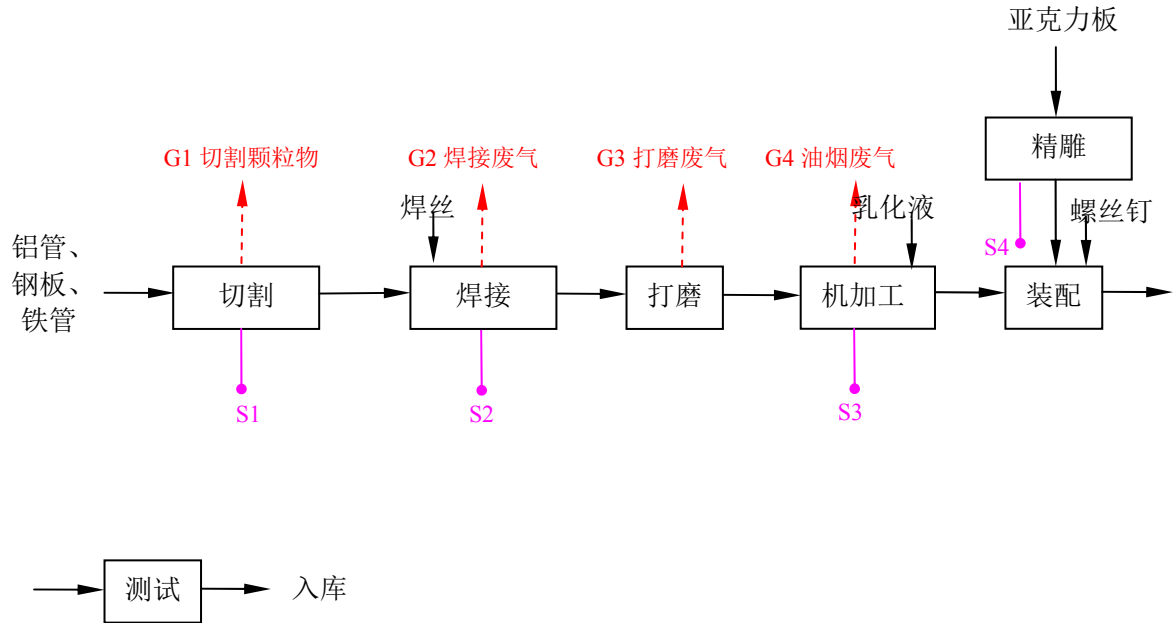 亚克力板
精雕
G1 切割颗粒物
G2 焊接废气
G3 打磨废气
G4 油烟废气
焊丝
乳化液
螺丝钉
S4
铝管、
钢板、
铁管
切割
焊接
打磨
机加工
装配
S1
S2
S3
测试
入库